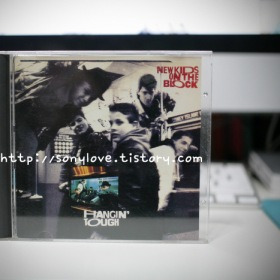 NEW KIDS
ON THE
BLOCK
http://sonylove.tistory.com
HANGIN'
TOUGH